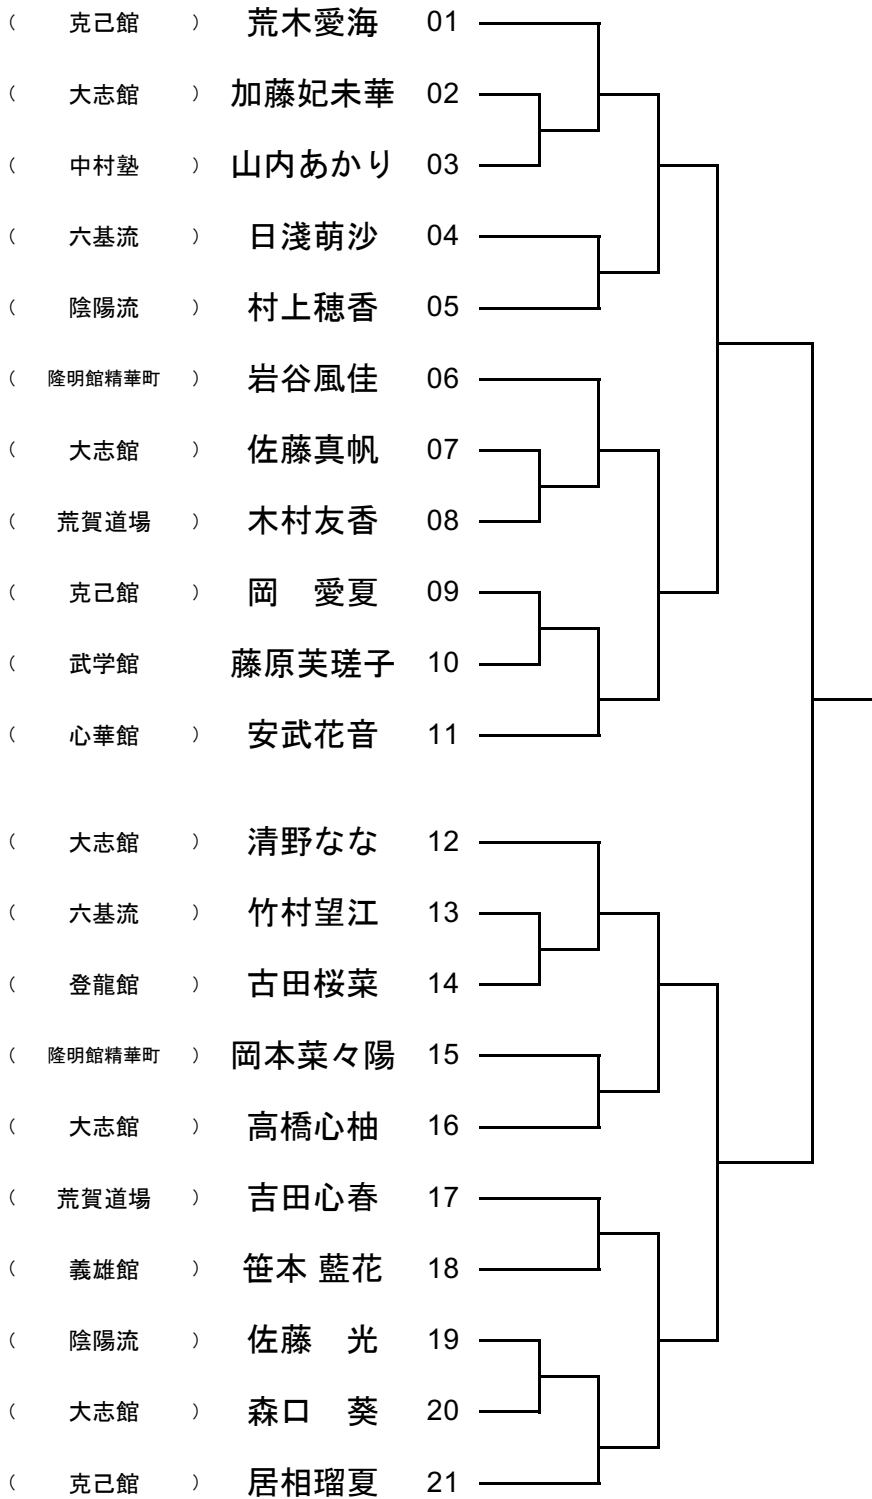 （ 克己館 ） 荒木愛海 01
（ 大志館 ） 加藤妃未華 02
（ 中村塾 ） 山内あかり 03
（ 六基流 ） 日淺萌沙 04
（ 陰陽流 ） 村上穂香 05
（ 隆明館精華町 ） 岩谷風佳 06
（ 大志館 ） 佐藤真帆 07
（ 荒賀道場 ） 木村友香 08
（ 克己館 ） 岡　愛夏 09
（ 武学館 藤原芙瑳子 10
（ 心華館 ） 安武花音 11
（ 大志館 ） 清野なな 12
（ 六基流 ） 竹村望江 13
（ 登龍館 ） 古田桜菜 14
（ 隆明館精華町 ） 岡本菜々陽 15
（ 大志館 ） 高橋心柚 16
（ 荒賀道場 ） 吉田心春 17
（ 義雄館 ） 笹本 藍花 18
（ 陰陽流 ） 佐藤　光 19
（ 大志館 ） 森口　葵 20
（ 克己館 ） 居相瑠夏 21